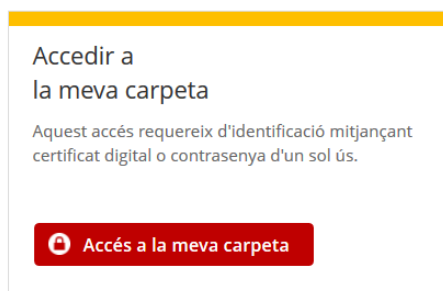 Accedir a
la meva carpeta
Aquest accés requereix d'identificació mitjançant
certificat digital o contrasenya d'un sol ús.
Accés a la meva carpeta